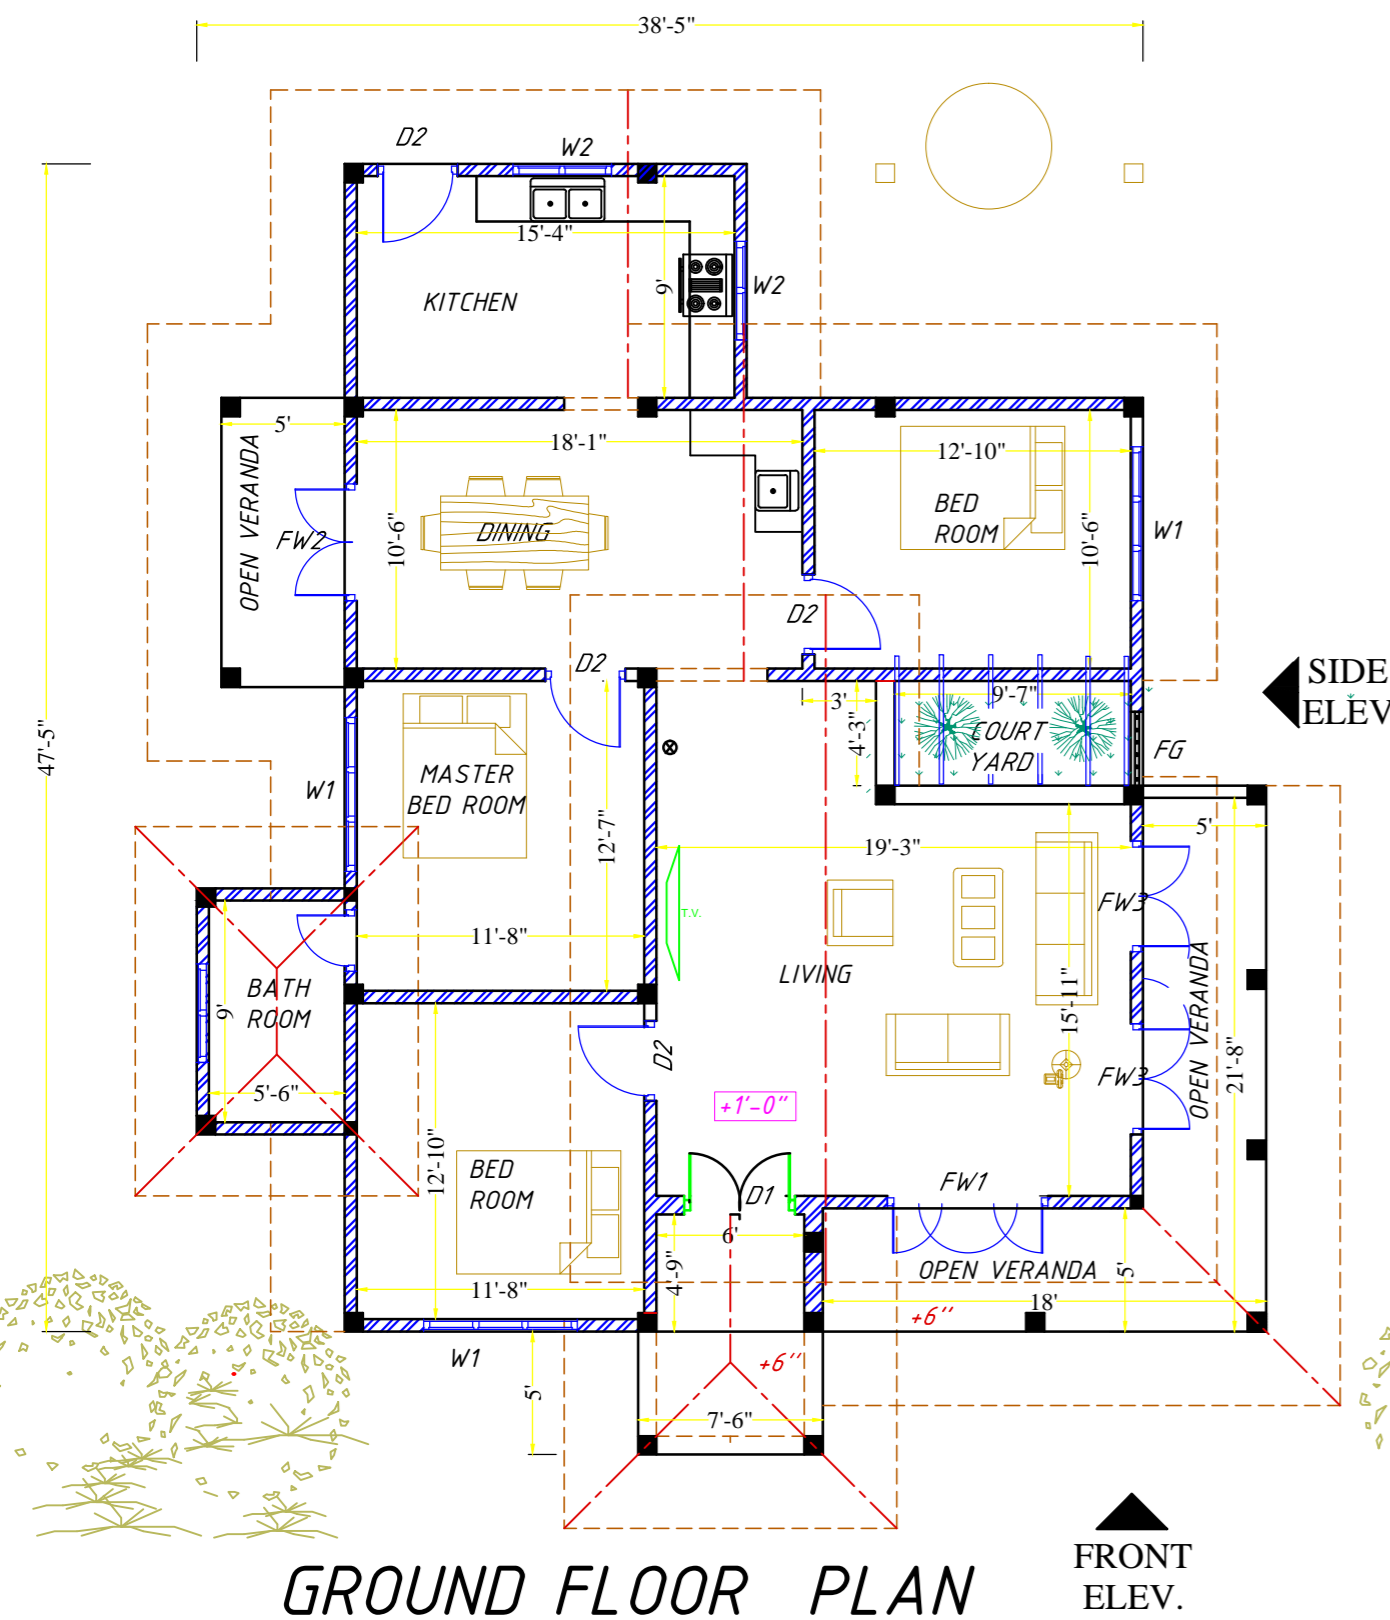 38'-5"
D2
W2
15'-4"
9'
W2
KITCHEN
47'-5"
5'
18'-1"
12'-10"
OPEN VERANDA
FW2
10'-6"
DINING
BED
ROOM
10'-6"
W1
D2
D2
SIDE
ELEV
3'
9'-7"
4'-3"
COURT
YARD
FG
W1
MASTER
BED ROOM
12'-7"
19'-3"
5'
T.V.
FW3
11'-8"
LIVING
BATH
ROOM
9'
15'-11"
OPEN VERANDA
D2
21'-8"
FW3
5'-6"
+1'-0"
12'-10"
BED
ROOM
D1
FW1
6'
4'-9"
OPEN VERANDA
5'
11'-8"
18'
+6"
W1
+6"
5'
7'-6"
FRONT
ELEV.
GROUND FLOOR PLAN